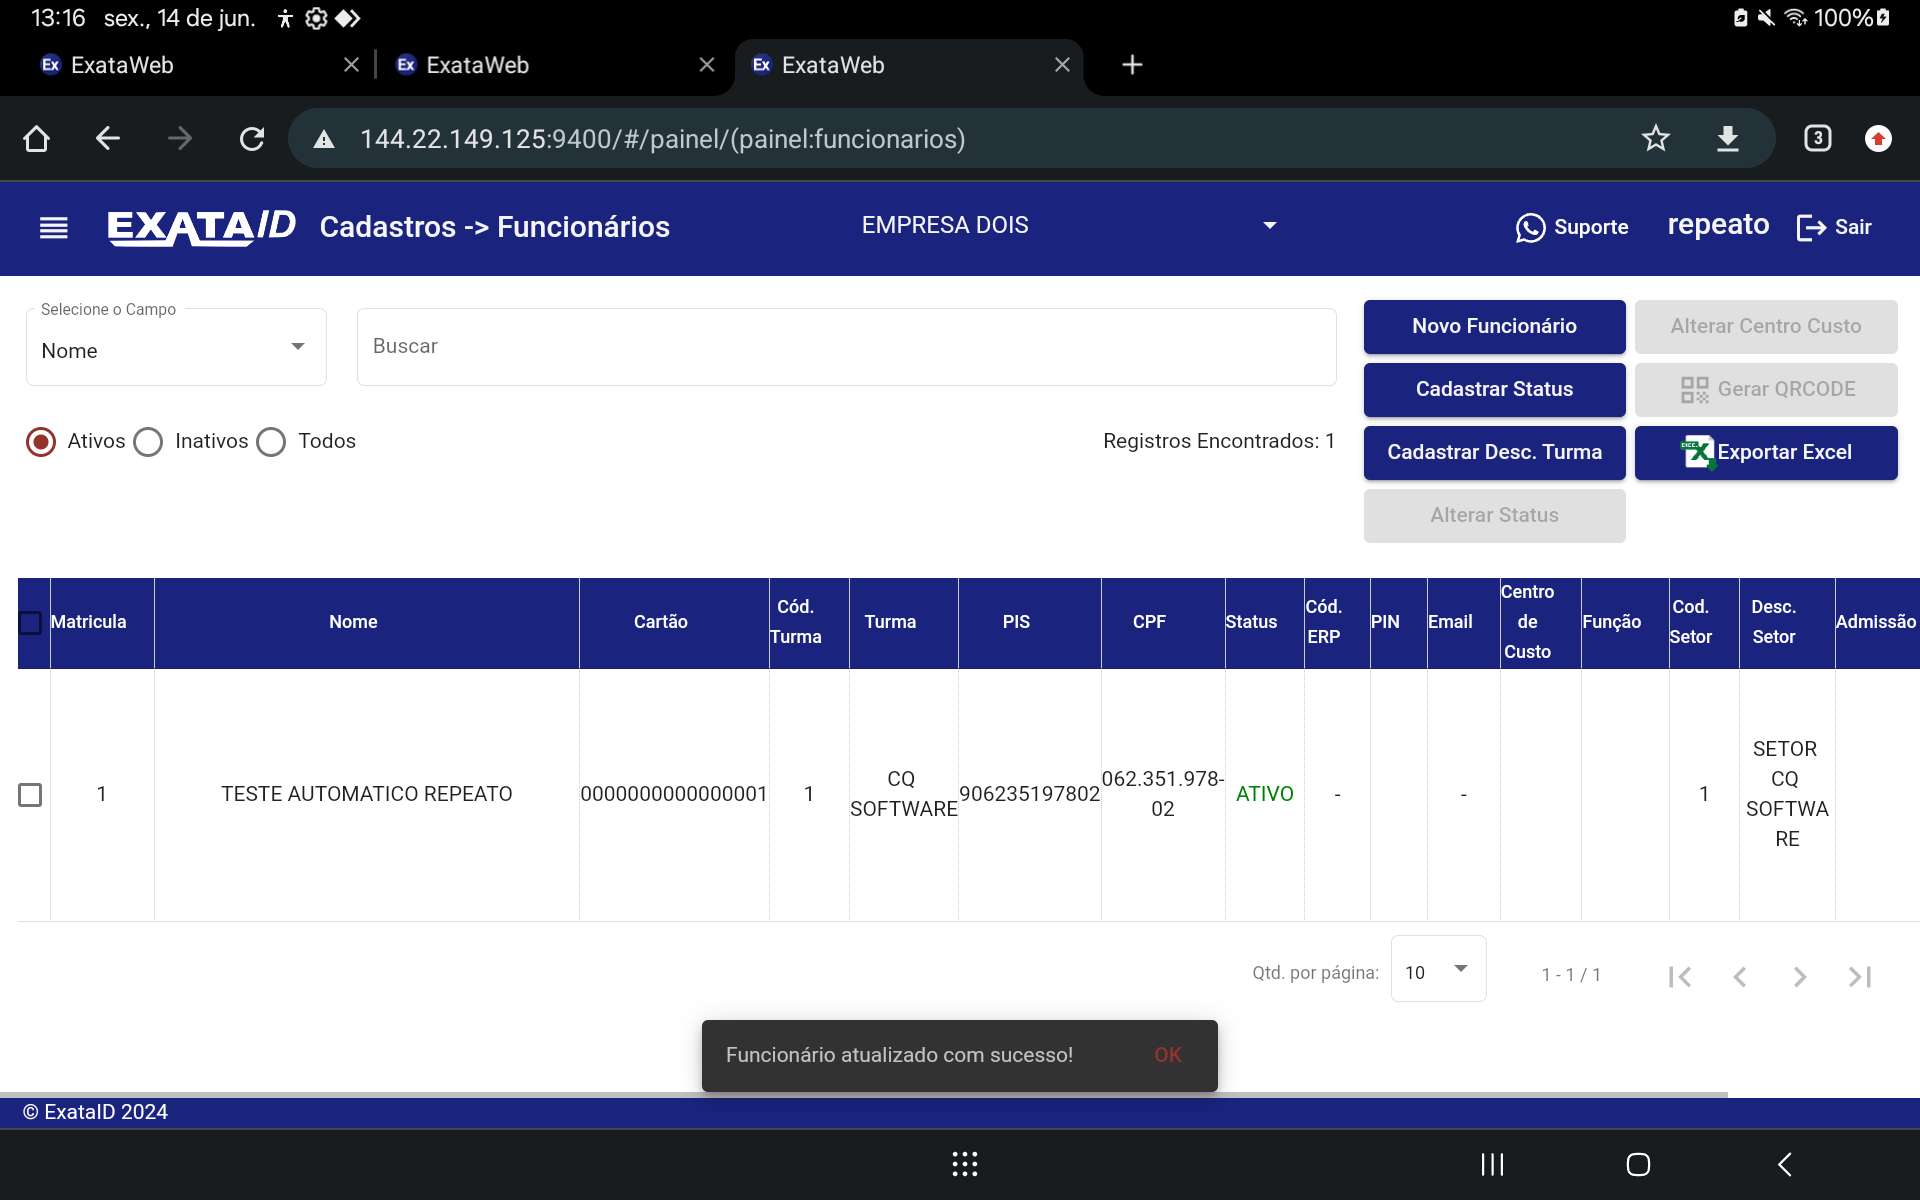 13:16 sex., 14 de jun. 100%
Ex ExataWeb Ex ExataWeb Ex ExataWeb
144.22.149.125:9400/#/painel/(painel:funcionarios) 3
EXATAID Cadastros -> Funcionários EMPRESA DOIS Suporte repeato Sair
Selecione o Campo
Nome
Buscar
Novo Funcionário Alterar Centro Custo
Cadastrar Status Gerar QRCODE
Ativos Inativos Todos Registros Encontrados: 1
Cadastrar Desc. Turma Exportar Excel
Alterar Status
Matricula Nome Cartão Cód. Turma Turma PIS CPF Status Cód. ERP PIN Email Centro de Custo Função Cod. Setor Desc. Setor Admissão
1 TESTE AUTOMATICO REPEATO 0000000000000001 1 CQ SOFTWARE 906235197802 062.351.978-02 ATIVO - - 1 SETOR CQ SOFTWARE
Qtd. por página: 10 1 - 1 / 1
Funcionário atualizado com sucesso! OK
© ExataID 2024